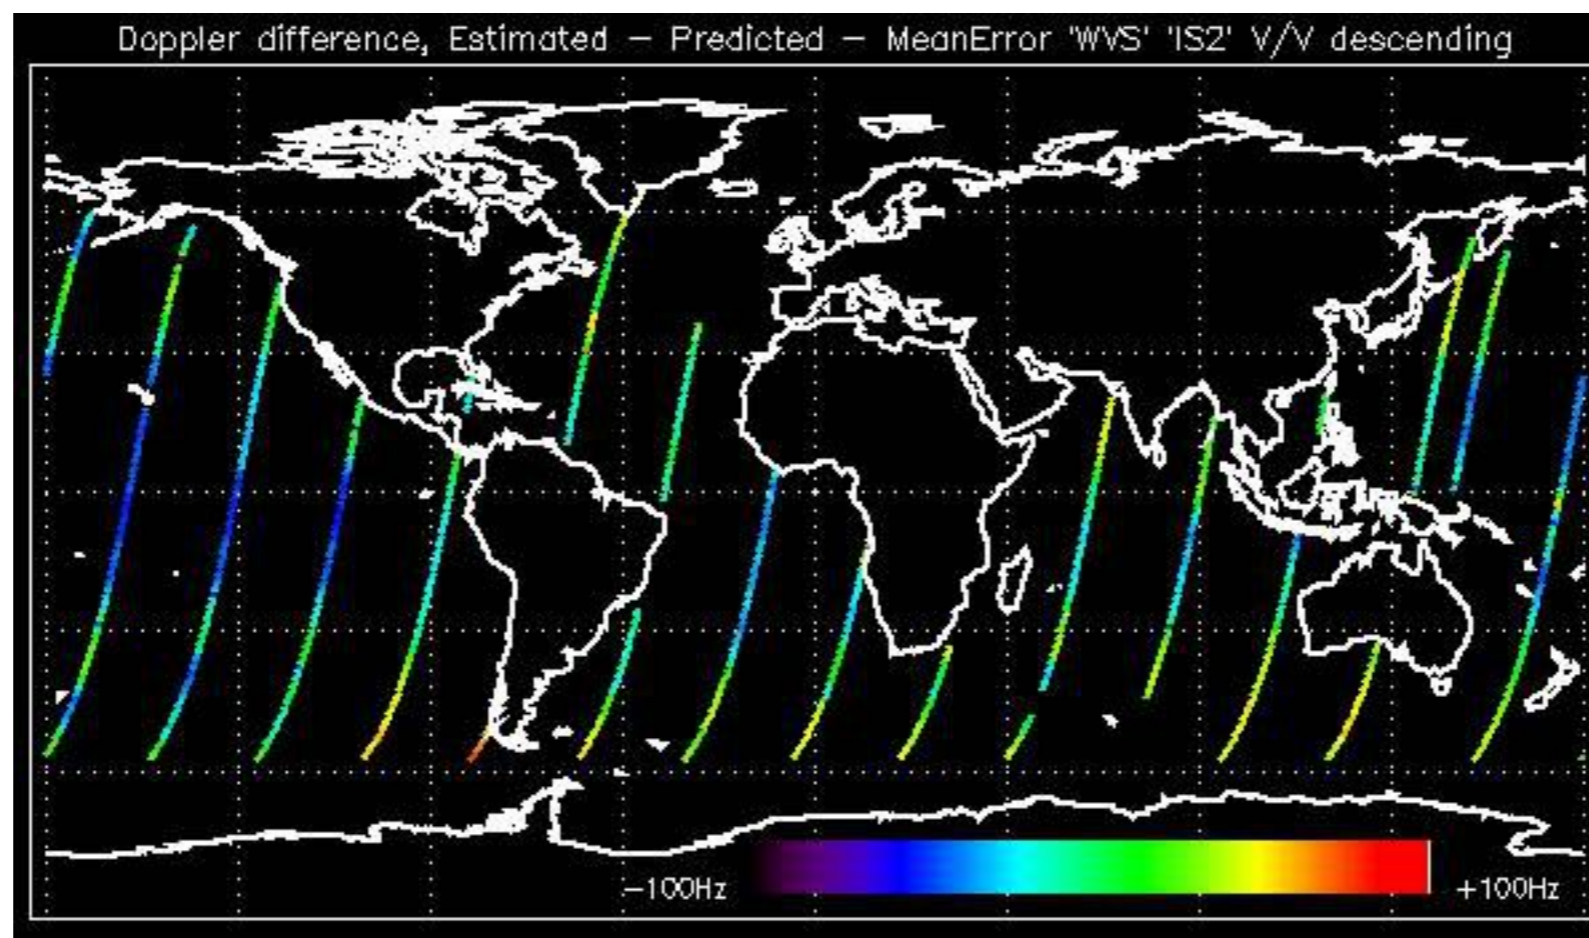 Doppler difference, Estimated – Predicted – MeanError 'WVS' 'IS2' V/V descending
–100Hz
+100Hz